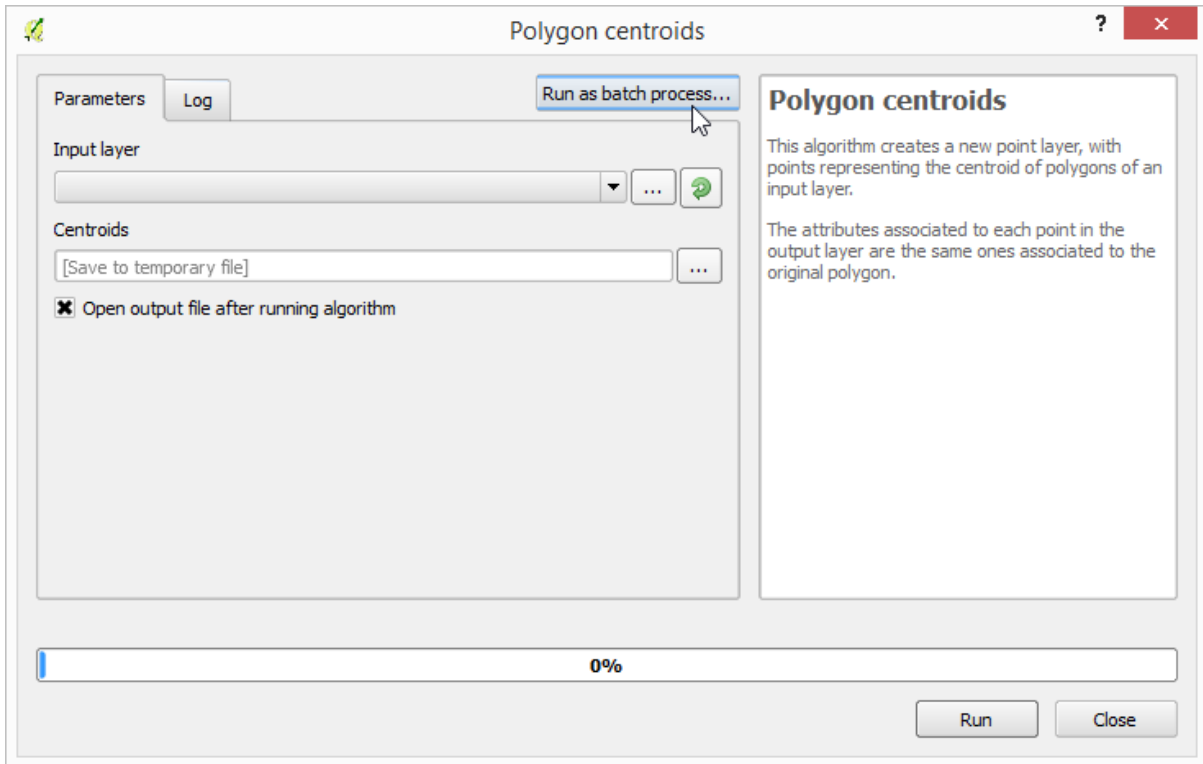 Polygon centroids
?
Parameters
Log
Run as batch process...
Input layer
...
Centroids
[Save to temporary file]
...
Open output file after running algorithm
Polygon centroids
This algorithm creates a new point layer, with
points representing the centroid of polygons of an
input layer.
The attributes associated to each point in the
output layer are the same ones associated to the
original polygon.
0%
Run
Close